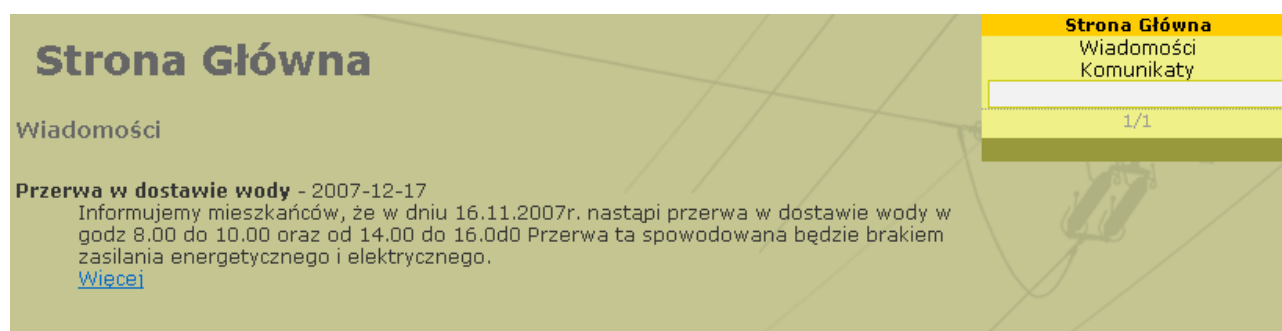 Strona Główna
Wiadomości
Przerwa w dostawie wody - 2007-12-17
Informujemy mieszkańców, że w dniu 16.11.2007r. nastąpi przerwa w dostawie wody w
godz 8.00 do 10.00 oraz od 14.00 do 16.0d0 Przerwa ta spowodowana będzie brakiem
zasilania energetycznego i elektrycznego.
Więcej
Strona Główna
Wiadomości
Komunikaty
1/1